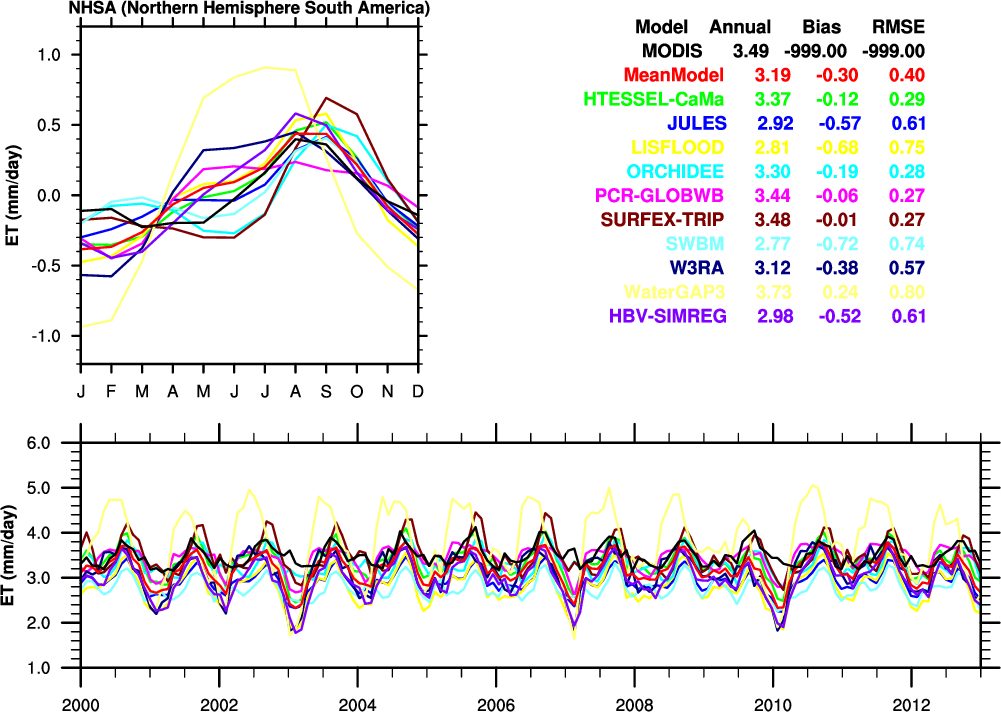 NHSA (Northern Hemisphere South America)
ET (mm/day)
1.0
0.5
0.0
-0.5
-1.0
J F M A M J J A S O N D
Model Annual Bias RMSE
MODIS 3.49 -999.00 -999.00
MeanModel 3.19 -0.30 0.40
HTESSEL-CaMa 3.37 -0.12 0.29
JULES 2.92 -0.57 0.61
LISFLOOD 2.81 -0.68 0.75
ORCHIDEE 3.30 -0.19 0.28
PCR-GLOBWB 3.44 -0.06 0.27
SURFEX-TRIP 3.48 -0.01 0.27
SWBM 2.77 -0.72 0.74
W3RA 3.12 -0.38 0.57
WaterGAP3 3.73 0.24 0.80
HBV-SIMREG 2.98 -0.52 0.61
ET (mm/day)
6.0
5.0
4.0
3.0
2.0
1.0
2000 2002 2004 2006 2008 2010 2012